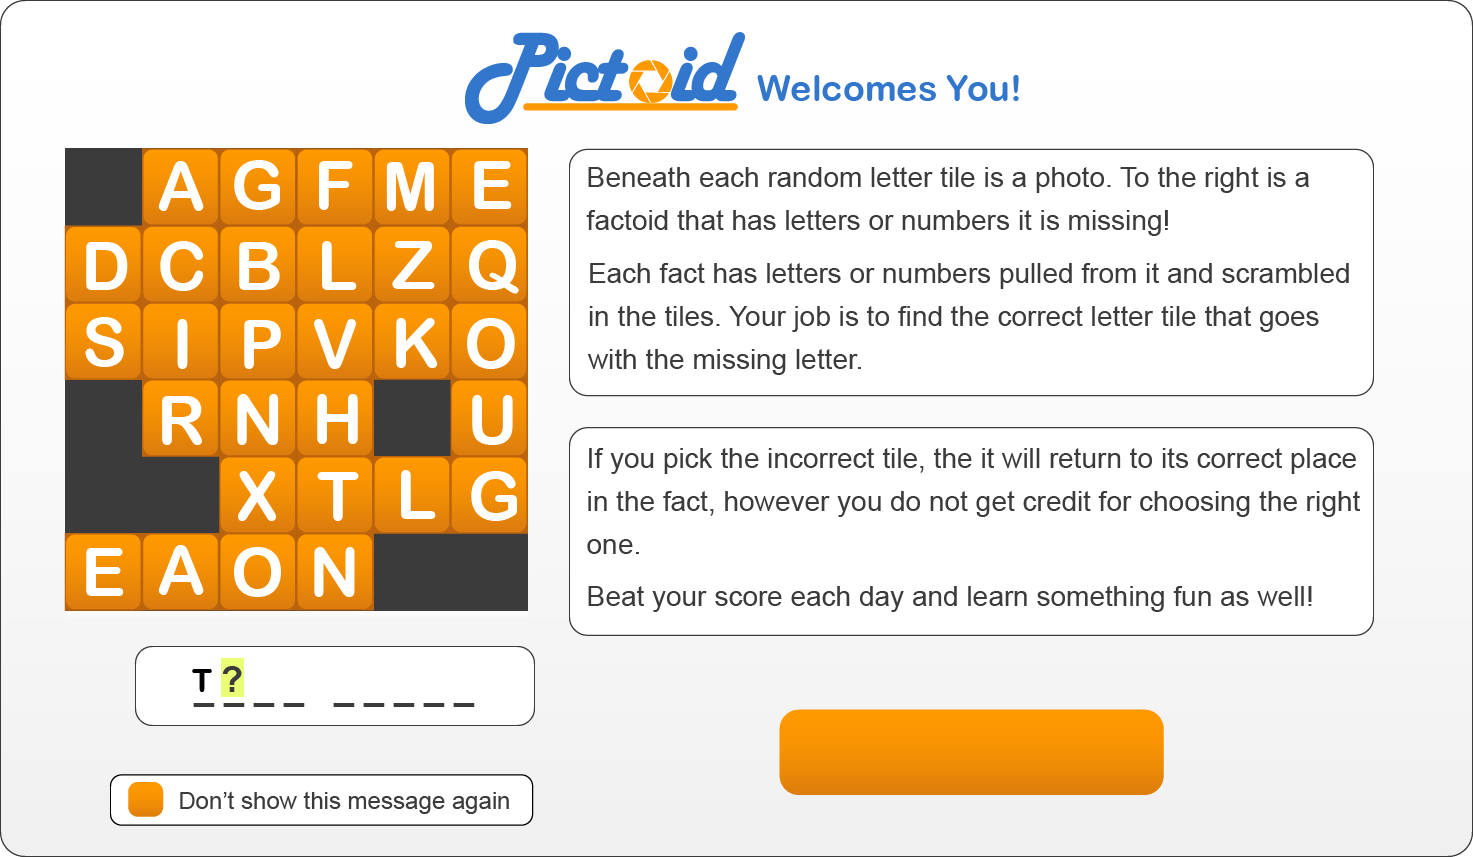 Pictoid Welcomes You!
A G F M E
D C B L Z Q
S I P V K O
R N H U
X T L G
E A O N
T ?
Don't show this message again
Beneath each random letter tile is a photo. To the right is a
factoid that has letters or numbers it is missing!
Each fact has letters or numbers pulled from it and scrambled
in the tiles. Your job is to find the correct letter tile that goes
with the missing letter.
If you pick the incorrect tile, the it will return to its correct place
in the fact, however you do not get credit for choosing the right
one.
Beat your score each day and learn something fun as well!